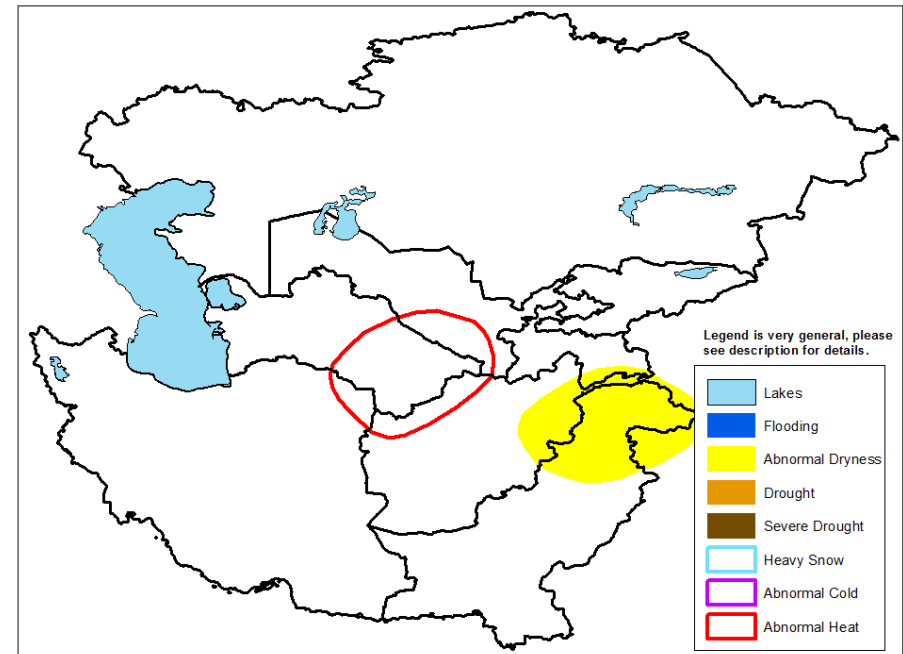 Legend is very general, please
see description for details.
Lakes
Flooding
Abnormal Dryness
Drought
Severe Drought
Heavy Snow
Abnormal Cold
Abnormal Heat